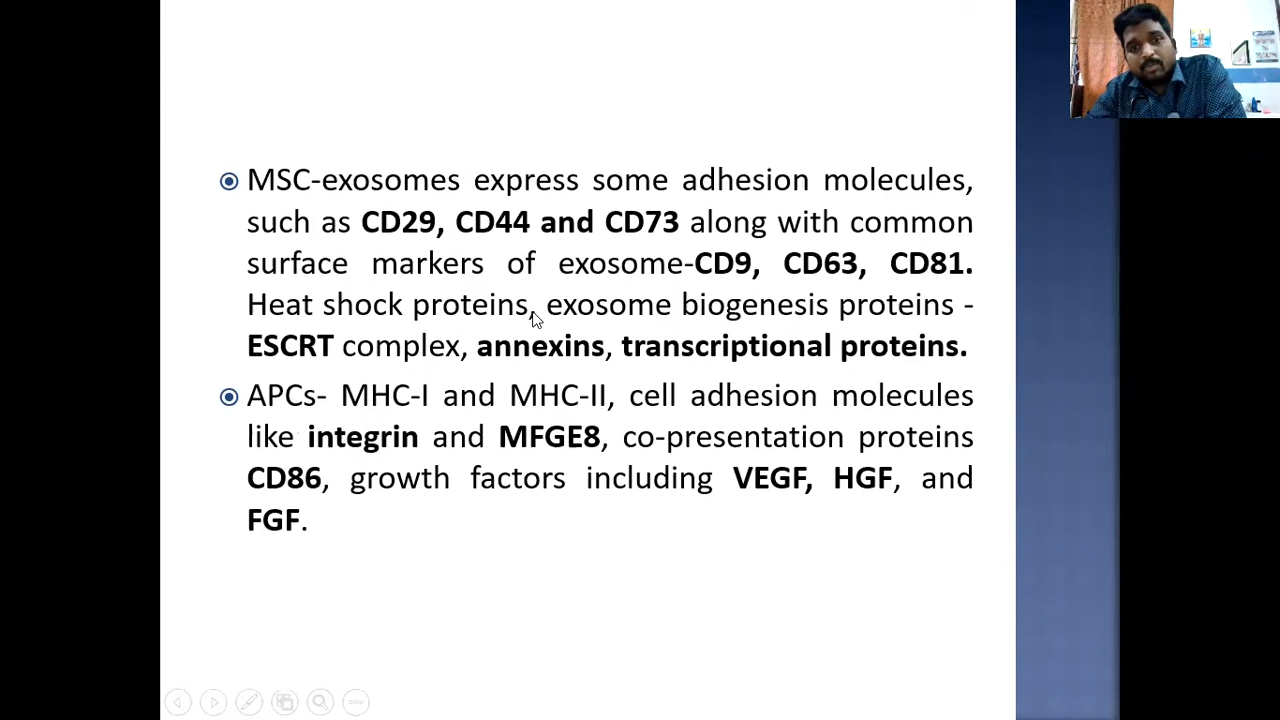 MSC-exosomes express some adhesion molecules,
such as CD29, CD44 and CD73 along with common
surface markers of exosome-CD9, CD63, CD81.
Heat shock proteins, exosome biogenesis proteins -
ESCRT complex, annexins, transcriptional proteins.
APCs- MHC-I and MHC-II, cell adhesion molecules
like integrin and MFGE8, co-presentation proteins
CD86, growth factors including VEGF, HGF, and
FGF.